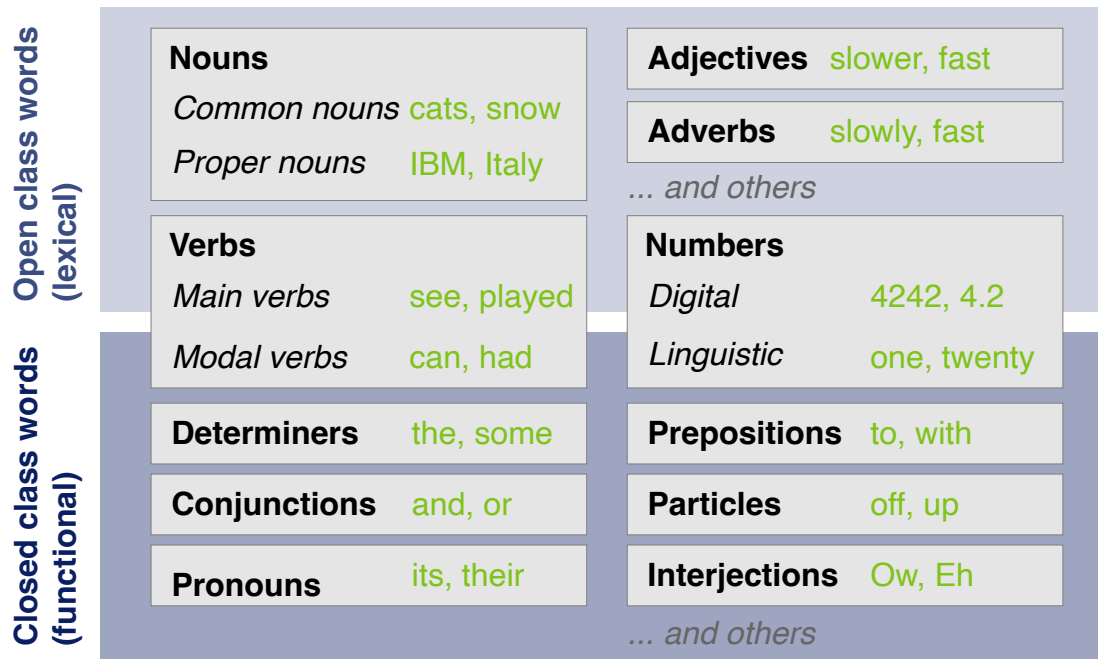 Open class words
(lexical)
Nouns
Common nouns cats, snow
Proper nouns IBM, Italy
Adjectives slower, fast
Adverbs slowly, fast
... and others
Verbs
Main verbs see, played
Modal verbs can, had
Numbers
Digital 4242, 4.2
Linguistic one, twenty
Closed class words
(functional)
Determiners the, some
Conjunctions and, or
Pronouns its, their
Prepositions to, with
Particles off, up
Interjections Ow, Eh
... and others